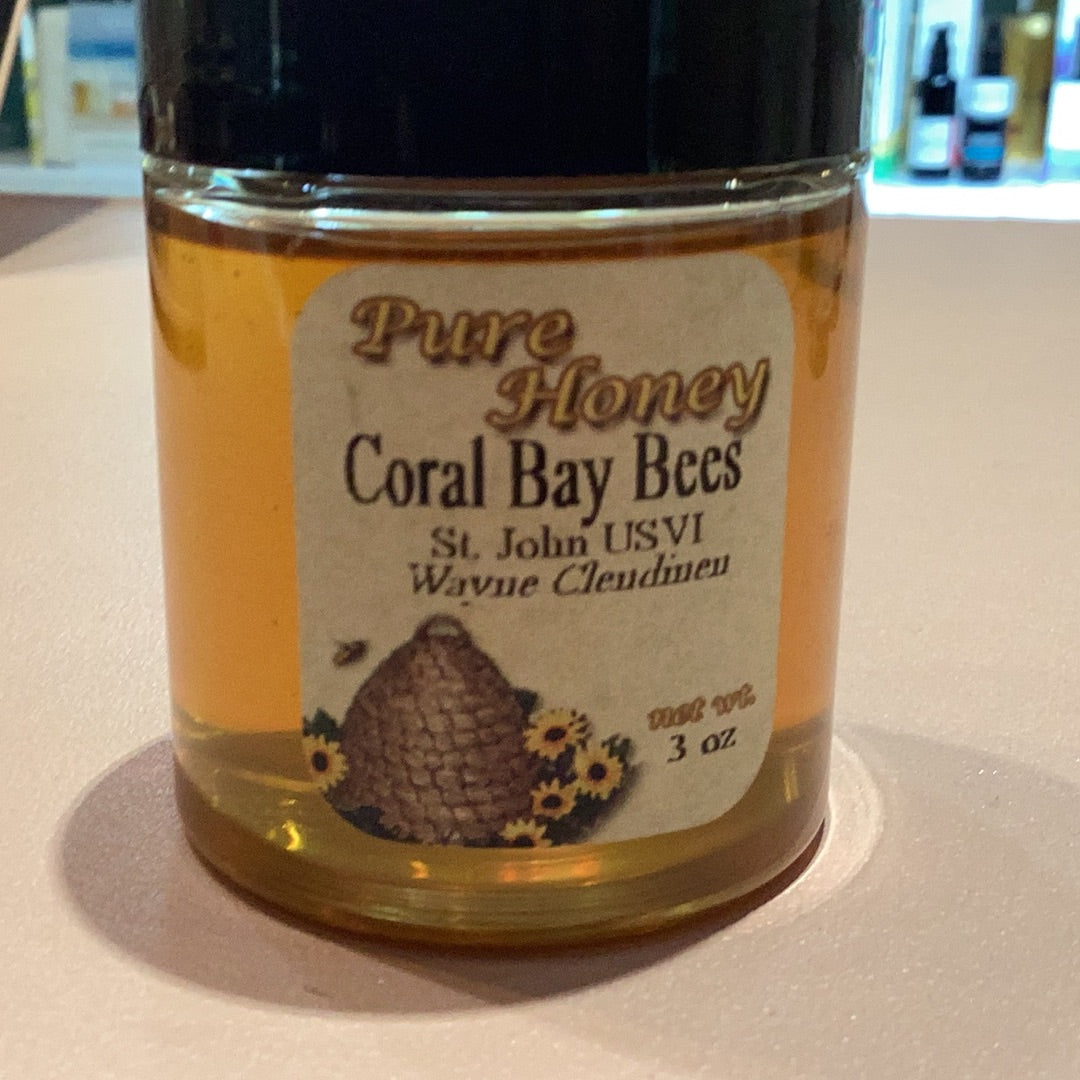 Pure
Honey
Coral Bay Bees
St. John USVI
Wayne Clendinen
net wt.
3 oz